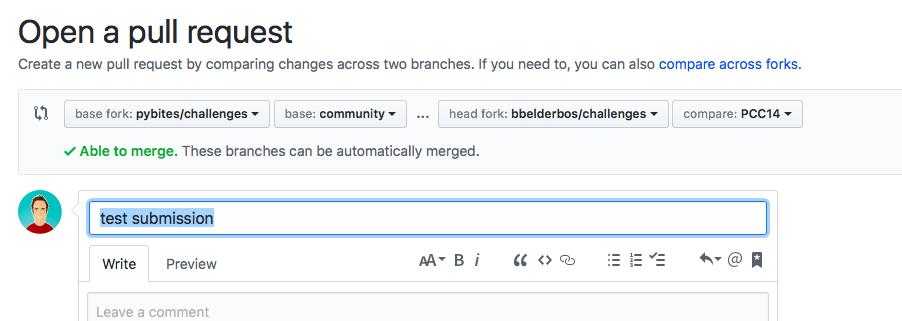 Open a pull request
Create a new pull request by comparing changes across two branches. If you need to, you can also compare across forks.
base fork: pybites/challenges base: community ... head fork: bbelderbos/challenges compare: PCC14
Able to merge. These branches can be automatically merged.
test submission
Write Preview AA B i
Leave a comment